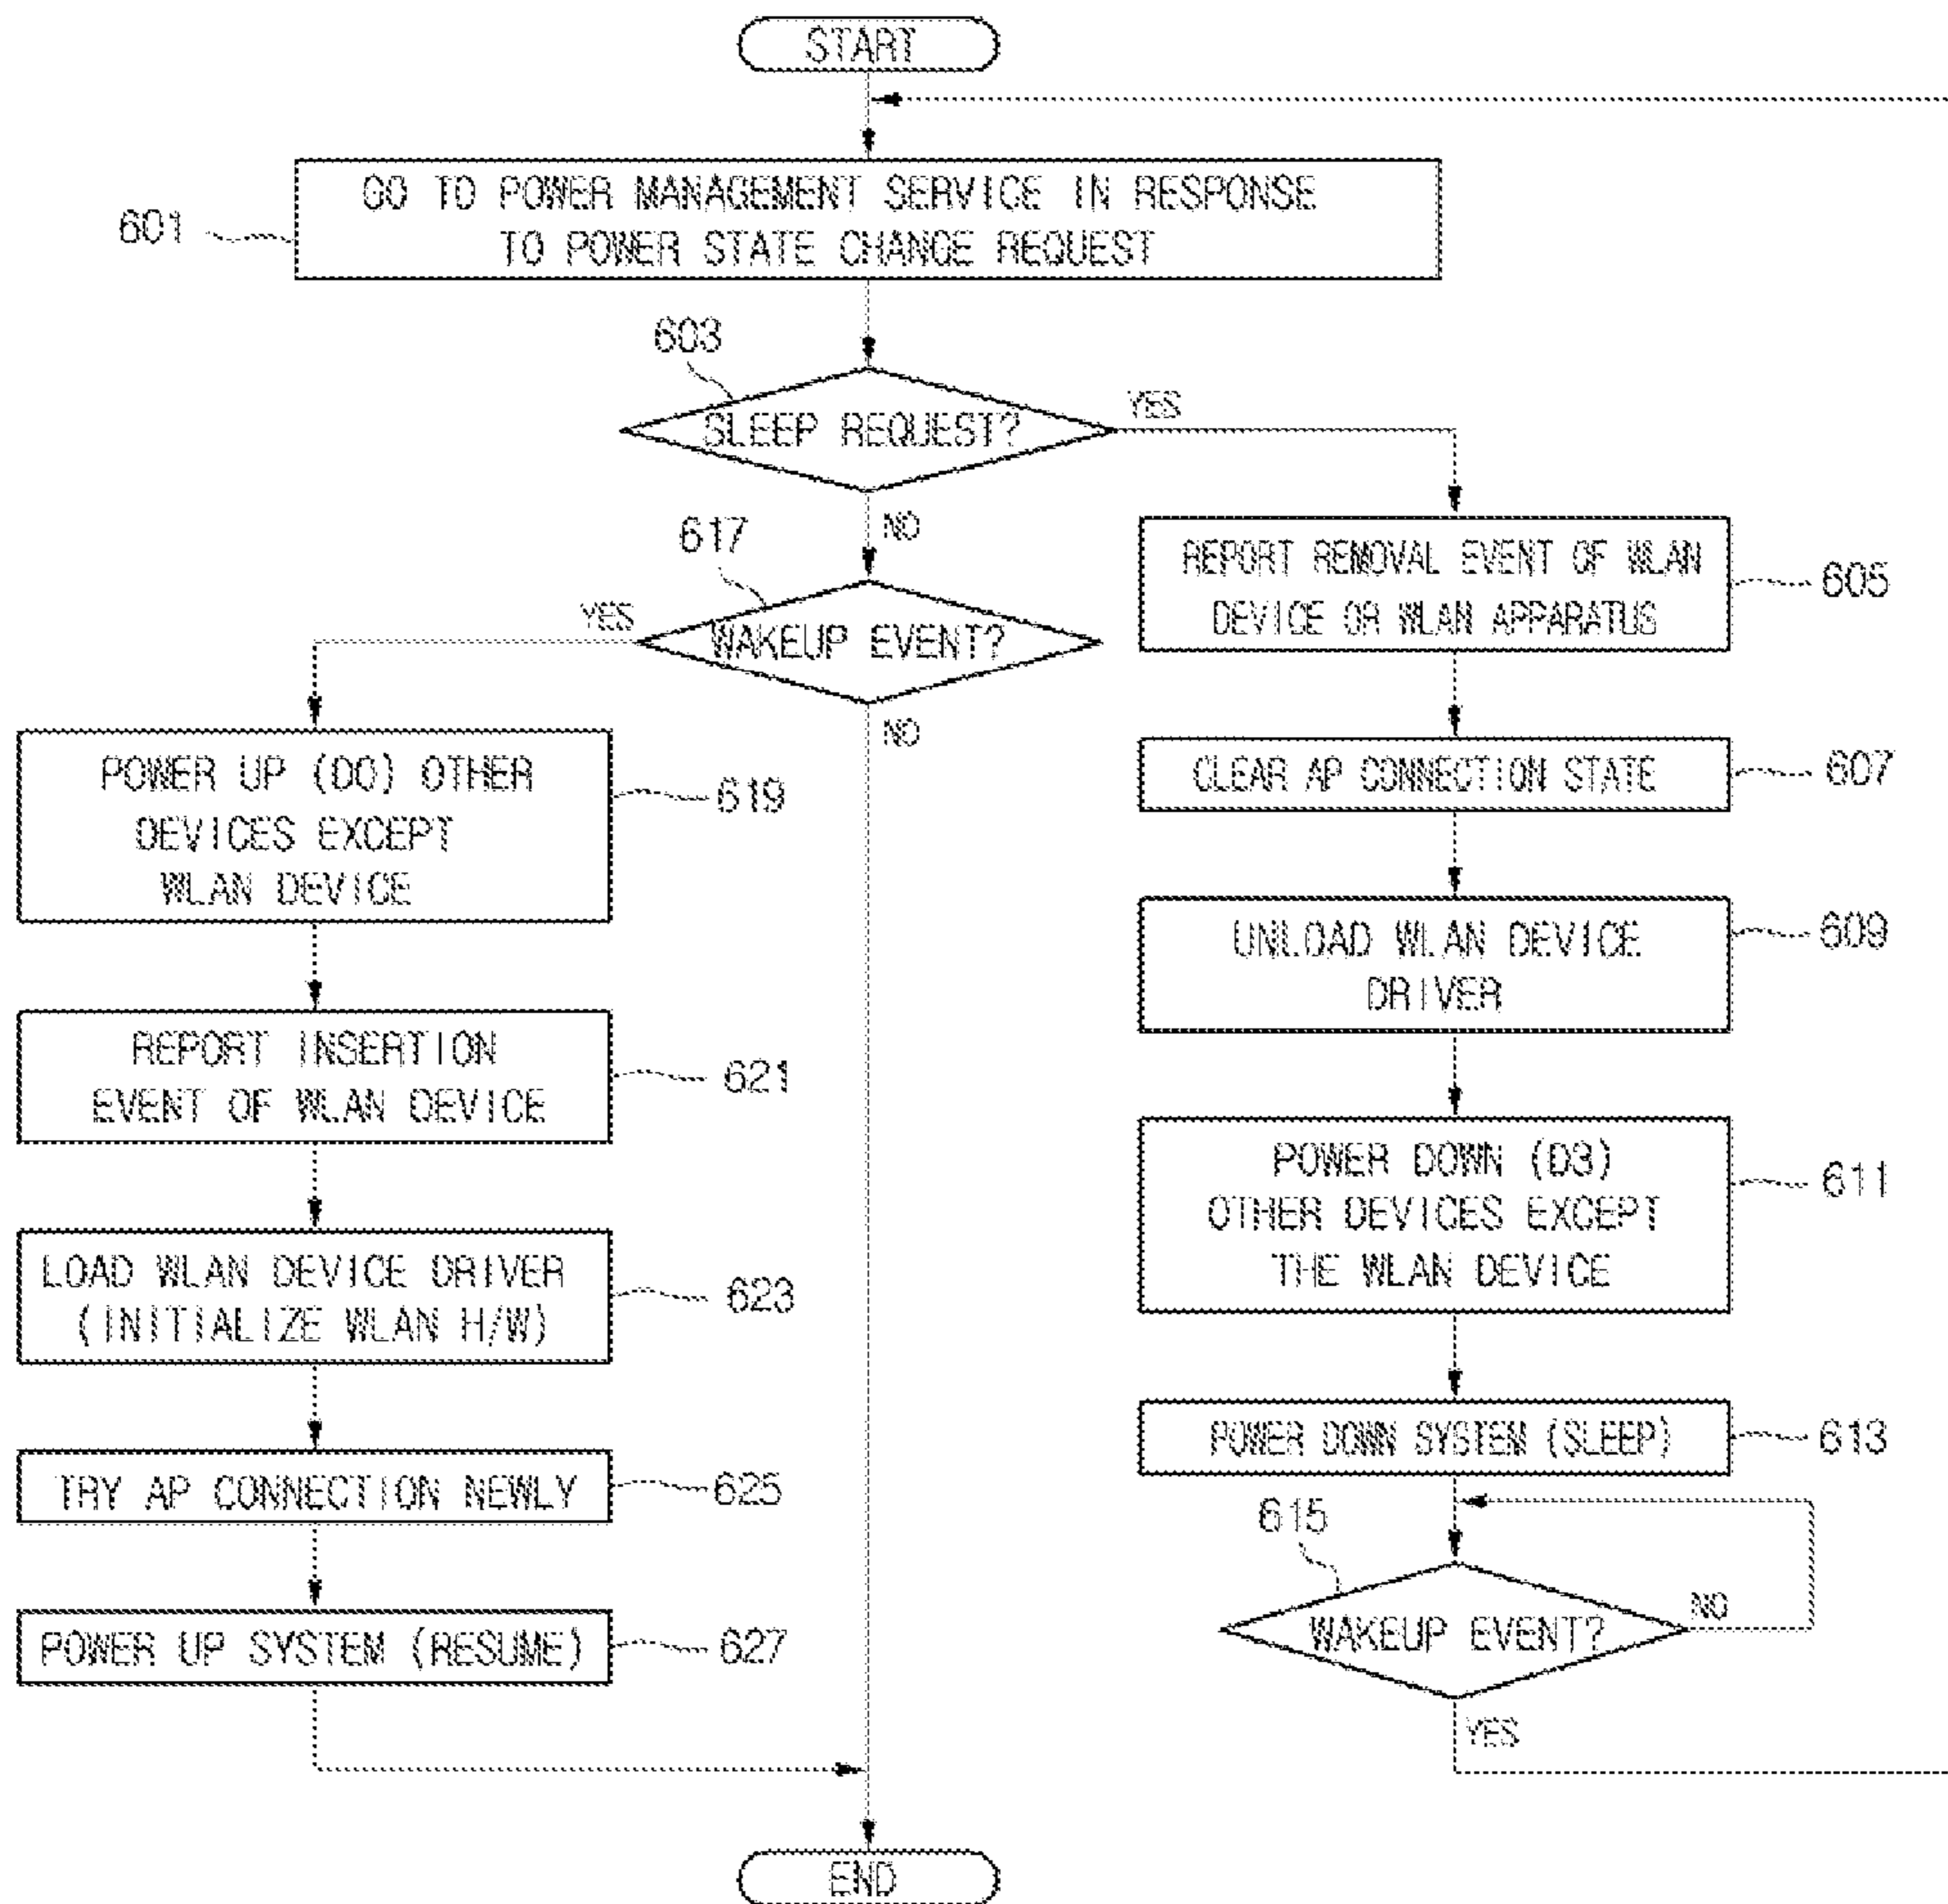 START
GO TO POWER MANAGEMENT SERVICE IN RESPONSE
TO POWER STATE CHANGE REQUEST
601
603
SLEEP REQUEST?
YES
NO
617
WAKEUP EVENT?
YES
NO
REPORT REMOVAL EVENT OF WLAN
DEVICE OR WLAN APPARATUS
605
CLEAR AP CONNECTION STATE
607
UNLOAD WLAN DEVICE
DRIVER
609
POWER DOWN (D3)
OTHER DEVICES EXCEPT
THE WLAN DEVICE
611
POWER DOWN SYSTEM (SLEEP)
613
615
WAKEUP EVENT?
NO
YES
POWER UP (D0) OTHER
DEVICES EXCEPT
WLAN DEVICE
619
REPORT INSERTION
EVENT OF WLAN DEVICE
621
LOAD WLAN DEVICE DRIVER
(INITIALIZE WLAN H/W)
623
TRY AP CONNECTION NEWLY
625
POWER UP SYSTEM (RESUME)
627
END